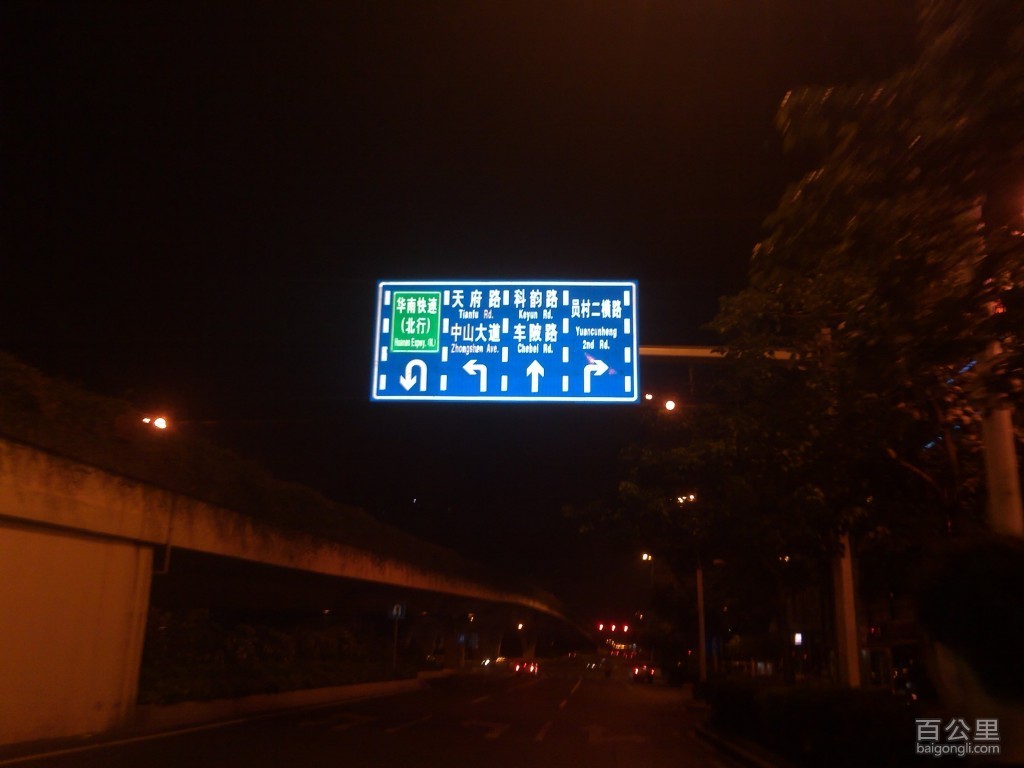 华南快速
(北行)
Huanan Expwy. (N.)
天府路
Tianfu Rd.
中山大道
Zhongshan Ave.
科韵路
Keyun Rd.
车陂路
Chebei Rd.
员村二横路
Yuancunheng
2nd Rd.
百公里
baigongli.com